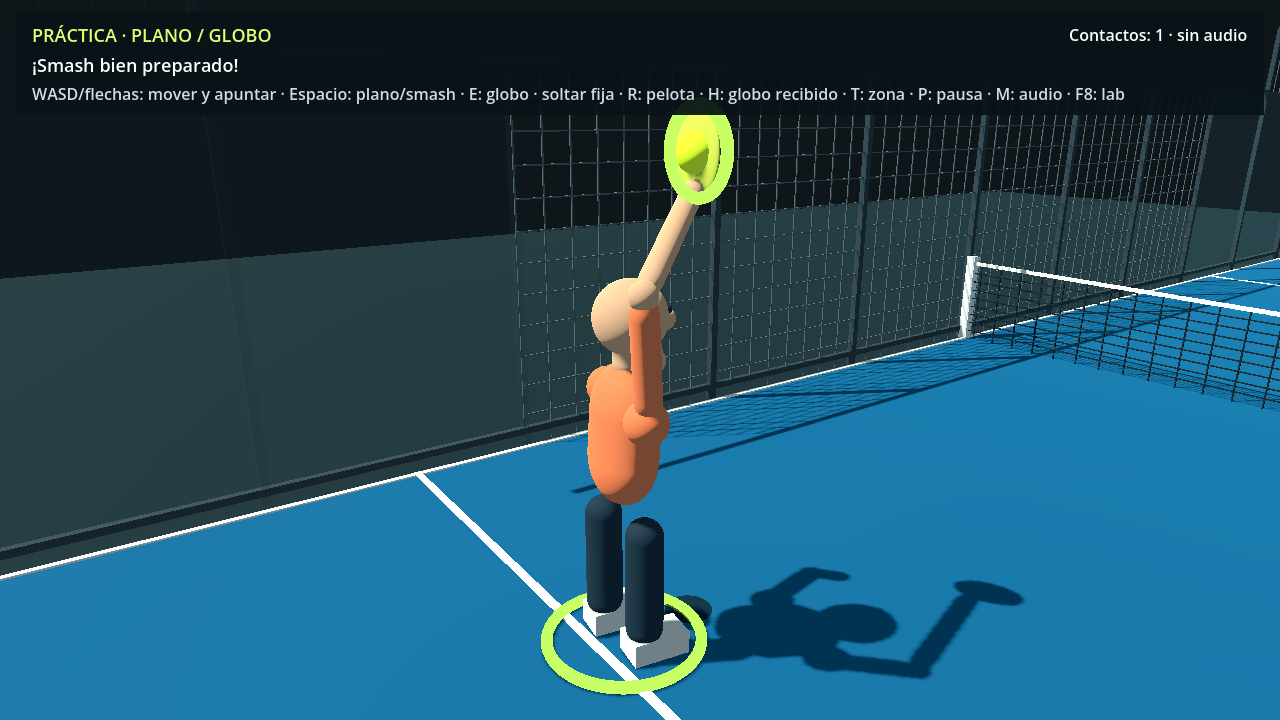 PRÁCTICA · PLANO / GLOBO
Contactos: 1 · sin audio
¡Smash bien preparado!
WASD/flechas: mover y apuntar · Espacio: plano/smash · E: globo · soltar fija · R: pelota · H: globo recibido · T: zona · P: pausa · M: audio · F8: lab